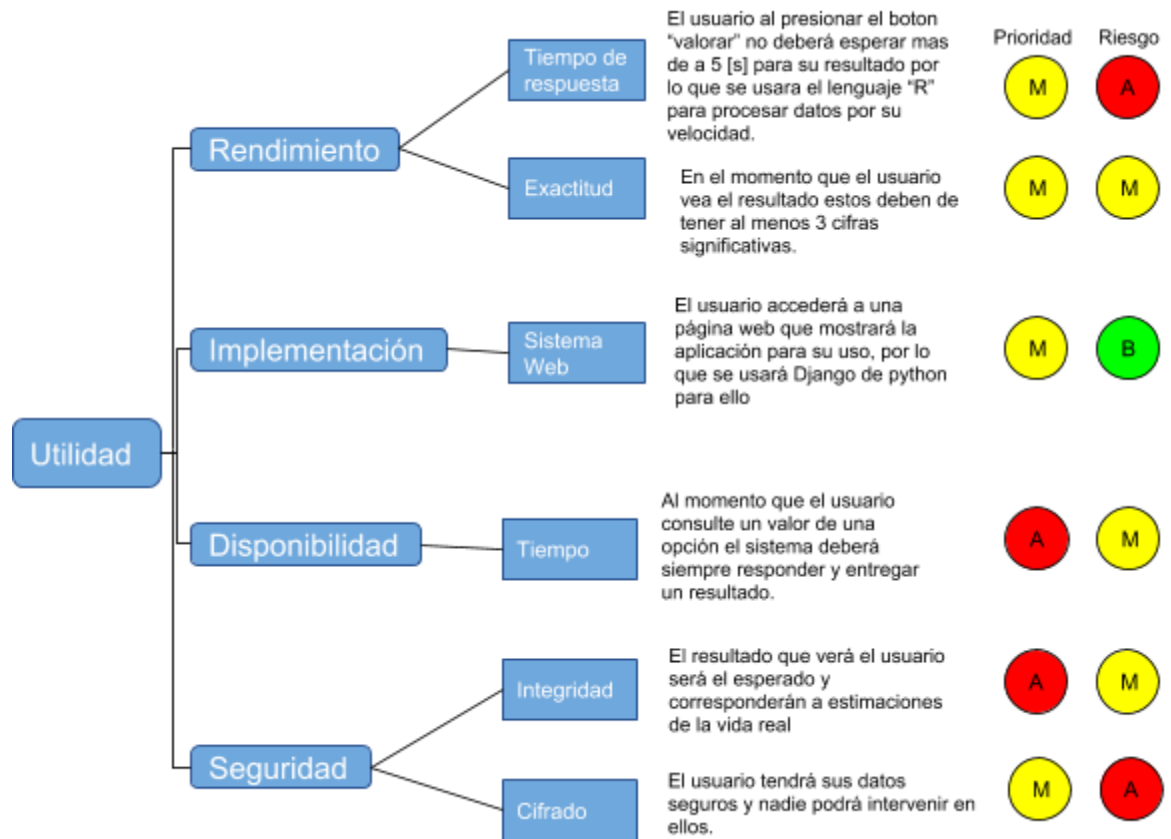 El usuario al presionar el boton
“valorar” no deberá esperar mas
de a 5 [s] para su resultado por
lo que se usara el lenguaje “R”
para procesar datos por su
velocidad.
Prioridad
Riesgo
Tiempo de
respuesta
M
A
Rendimiento
Exactitud
En el momento que el usuario
vea el resultado estos deben de
tener al menos 3 cifras
significativas.
M
M
Implementación
Sistema
Web
El usuario accederá a una
página web que mostrará la
aplicación para su uso, por lo
que se usará Django de python
para ello
M
B
Utilidad
Disponibilidad
Tiempo
Al momento que el usuario
consulte un valor de una
opción el sistema deberá
siempre responder y entregar
un resultado.
A
M
Integridad
El resultado que verá el usuario
será el esperado y
corresponderán a estimaciones
de la vida real
A
M
Seguridad
Cifrado
El usuario tendrá sus datos
seguros y nadie podrá intervenir en
ellos.
M
A